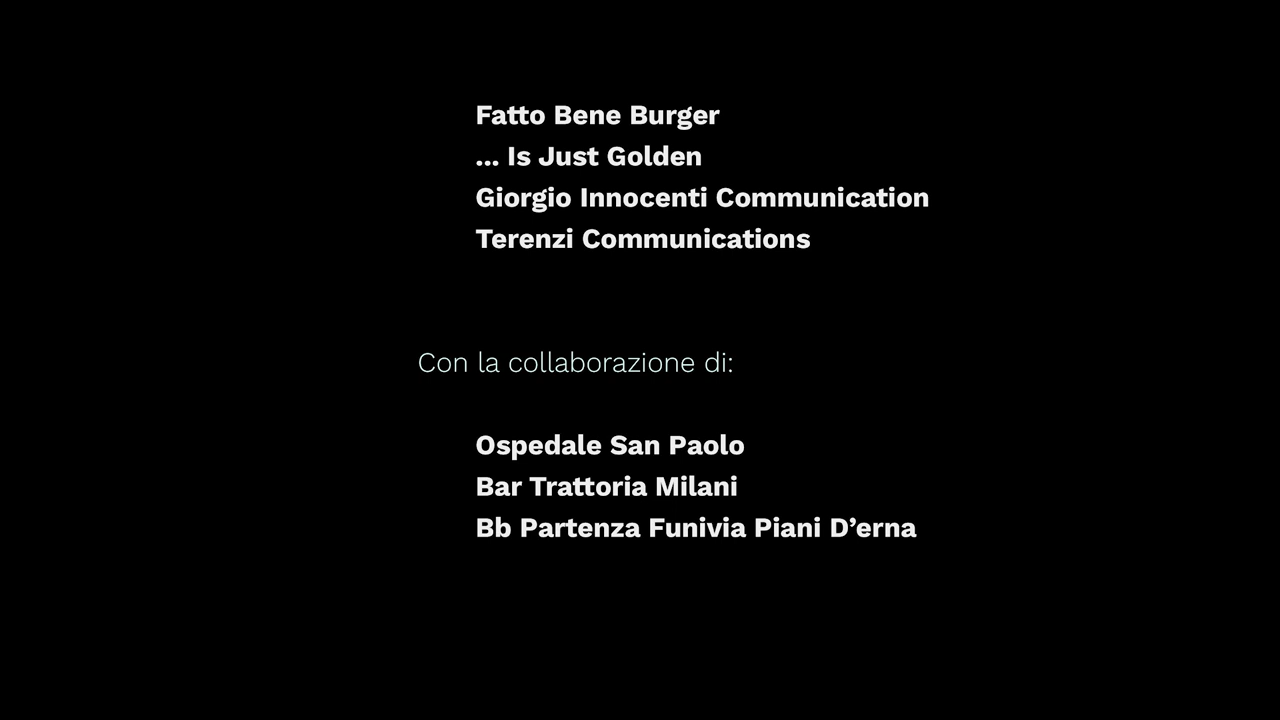 Fatto Bene Burger
... Is Just Golden
Giorgio Innocenti Communication
Terenzi Communications
Con la collaborazione di:
Ospedale San Paolo
Bar Trattoria Milani
Bb Partenza Funivia Piani D’erna